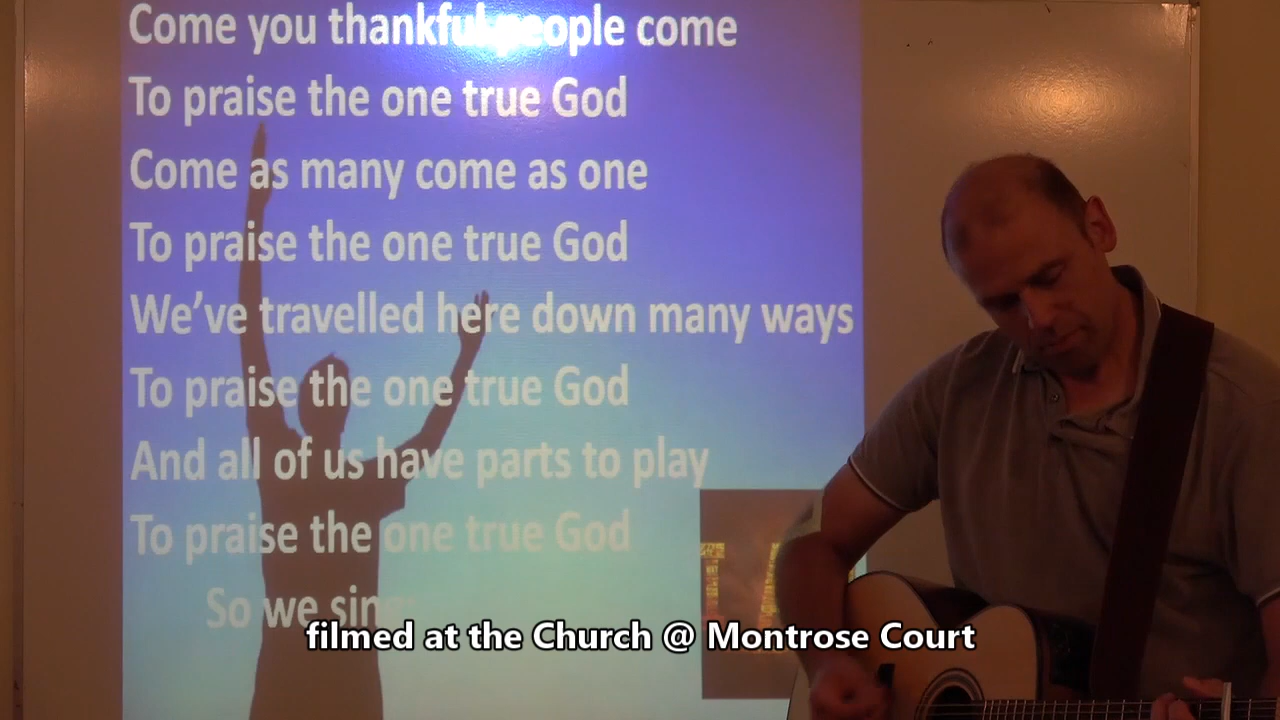 Come you thankful people come
To praise the one true God
Come as many come as one
To praise the one true God
We've travelled here down many ways
To praise the one true God
And all of us have parts to play
To praise the one true God
So we sing:
filmed at the Church @ Montrose Court